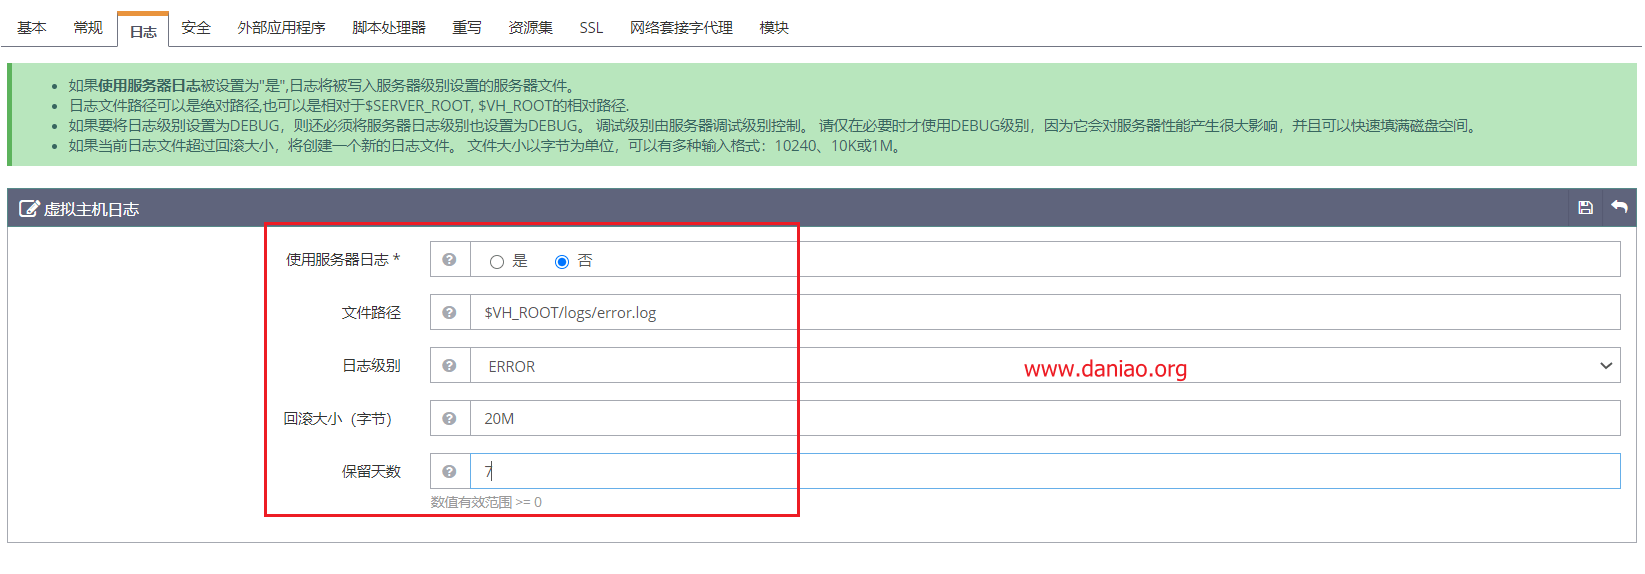 基本 常规 日志 安全 外部应用程序 脚本处理器 重写 资源集 SSL 网络套接字代理 模块
如果使用服务器日志被设置为"是",日志将被写入服务器级别设置的服务器文件。
日志文件路径可以是绝对路径,也可以是相对于$SERVER_ROOT, $VH_ROOT的相对路径.
如果要将日志级别设置为DEBUG，则还必须将服务器日志级别也设置为DEBUG。 调试级别由服务器调试级别控制。 请仅在必要时才使用DEBUG级别，因为它会对服务器性能产生很大影响，并且可以快速填满磁盘空间。
如果当前日志文件超过回滚大小，将创建一个新的日志文件。 文件大小以字节为单位，可以有多种输入格式：10240、10K或1M。
虚拟主机日志
使用服务器日志 * 是 否
文件路径 $VH_ROOT/logs/error.log
日志级别 ERROR www.daniao.org
回滚大小（字节） 20M
保留天数 7
数值有效范围 >= 0